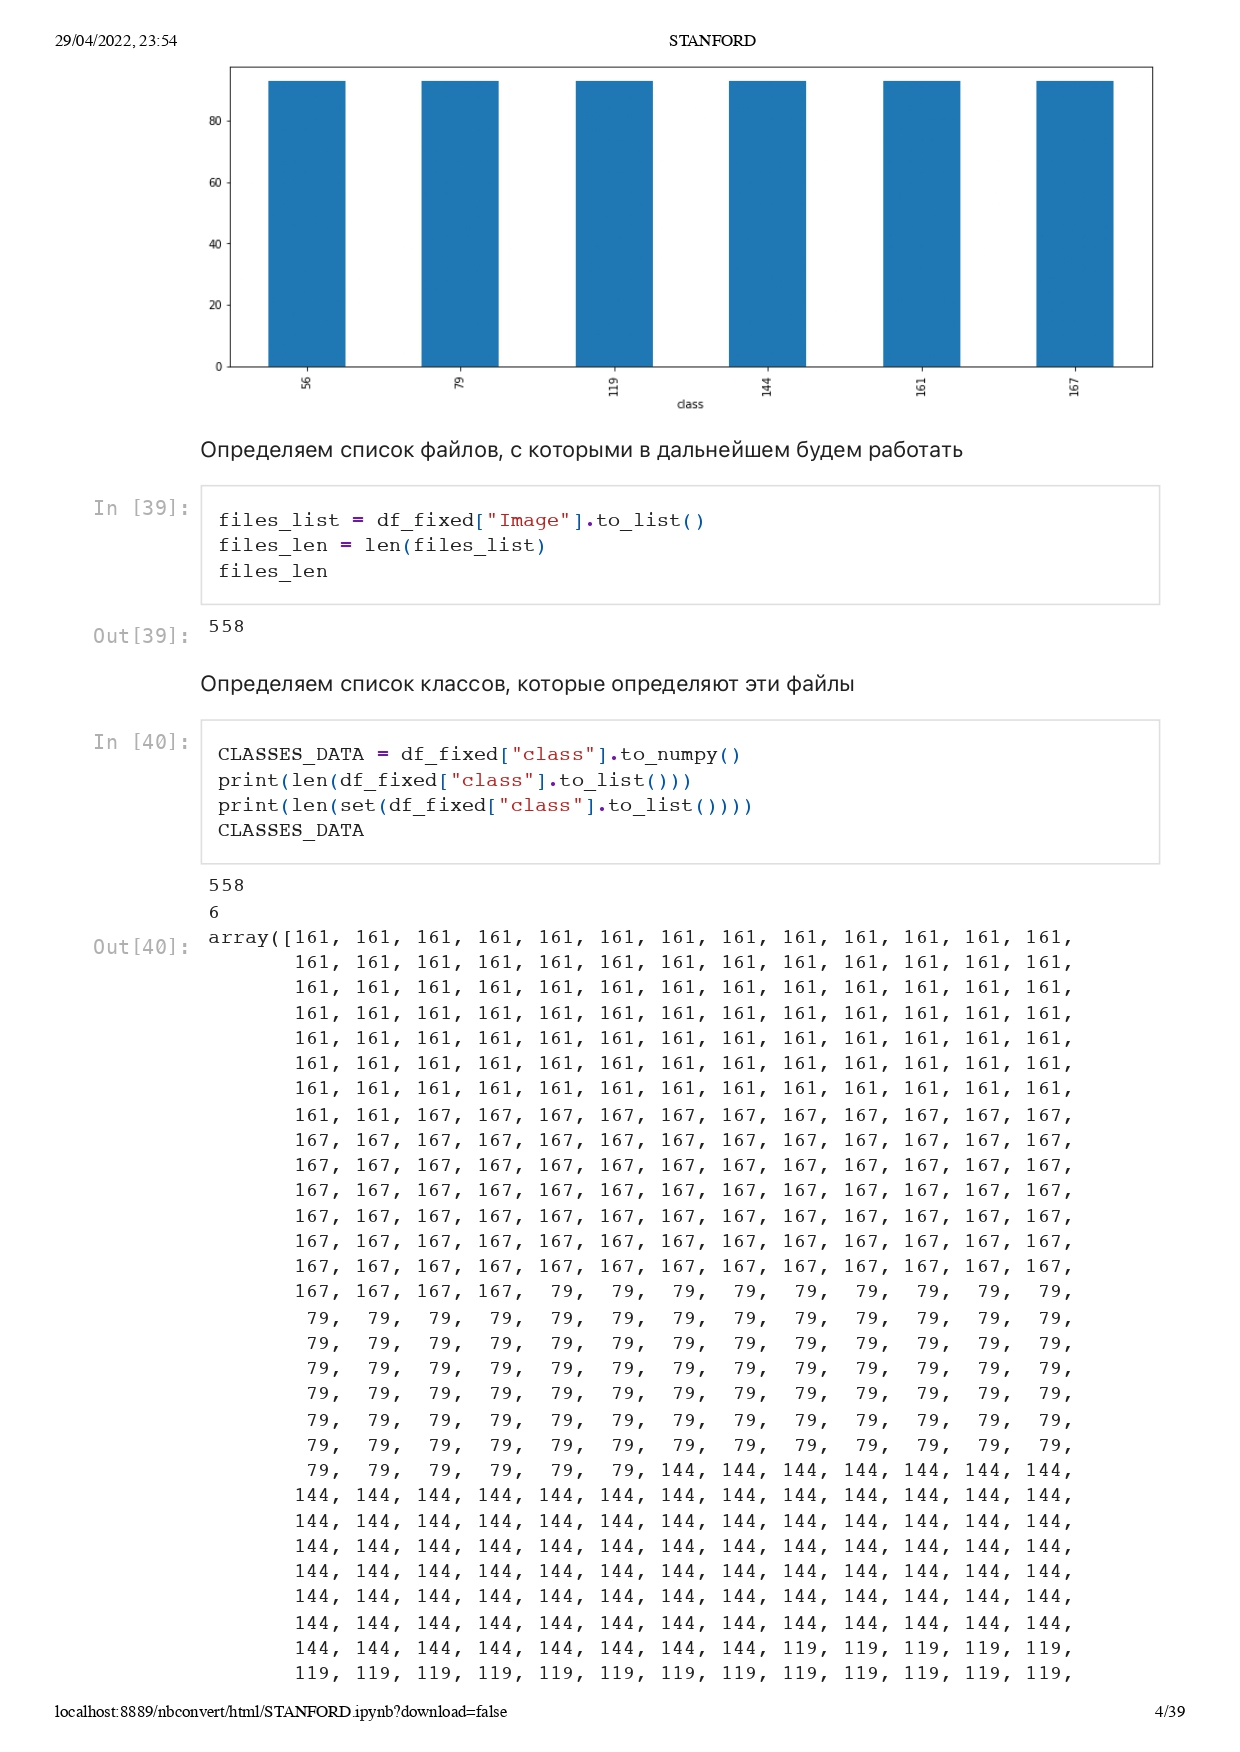 29/04/2022, 23:54 STANFORD
80
60
40
20
0
56 79 119 144 161 167
class
Определяем список файлов, с которыми в дальнейшем будем работать
In [39]:
files_list = df_fixed["Image"].to_list()
files_len = len(files_list)
files_len
Out[39]: 558
Определяем список классов, которые определяют эти файлы
In [40]:
CLASSES_DATA = df_fixed["class"].to_numpy()
print(len(df_fixed["class"].to_list()))
print(len(set(df_fixed["class"].to_list())))
CLASSES_DATA
558
6
Out[40]: array([161, 161, 161, 161, 161, 161, 161, 161, 161, 161, 161, 161, 161,
161, 161, 161, 161, 161, 161, 161, 161, 161, 161, 161, 161, 161,
161, 161, 161, 161, 161, 161, 161, 161, 161, 161, 161, 161, 161,
161, 161, 161, 161, 161, 161, 161, 161, 161, 161, 161, 161, 161,
161, 161, 161, 161, 161, 161, 161, 161, 161, 161, 161, 161, 161,
161, 161, 161, 161, 161, 161, 161, 161, 161, 161, 161, 161, 161,
161, 161, 161, 161, 161, 161, 161, 161, 161, 161, 161, 161, 161,
161, 161, 167, 167, 167, 167, 167, 167, 167, 167, 167, 167, 167,
167, 167, 167, 167, 167, 167, 167, 167, 167, 167, 167, 167, 167,
167, 167, 167, 167, 167, 167, 167, 167, 167, 167, 167, 167, 167,
167, 167, 167, 167, 167, 167, 167, 167, 167, 167, 167, 167, 167,
167, 167, 167, 167, 167, 167, 167, 167, 167, 167, 167, 167, 167,
167, 167, 167, 167, 167, 167, 167, 167, 167, 167, 167, 167, 167,
167, 167, 167, 167, 167, 167, 167, 167, 167, 167, 167, 167, 167,
167, 167, 167, 167, 79, 79, 79, 79, 79, 79, 79, 79, 79,
79, 79, 79, 79, 79, 79, 79, 79, 79, 79, 79, 79, 79,
79, 79, 79, 79, 79, 79, 79, 79, 79, 79, 79, 79, 79,
79, 79, 79, 79, 79, 79, 79, 79, 79, 79, 79, 79, 79,
79, 79, 79, 79, 79, 79, 79, 79, 79, 79, 79, 79, 79,
79, 79, 79, 79, 79, 79, 79, 79, 79, 79, 79, 79, 79,
79, 79, 79, 79, 79, 79, 79, 79, 79, 79, 79, 79, 79,
79, 79, 79, 79, 79, 79, 144, 144, 144, 144, 144, 144, 144,
144, 144, 144, 144, 144, 144, 144, 144, 144, 144, 144, 144, 144,
144, 144, 144, 144, 144, 144, 144, 144, 144, 144, 144, 144, 144,
144, 144, 144, 144, 144, 144, 144, 144, 144, 144, 144, 144, 144,
144, 144, 144, 144, 144, 144, 144, 144, 144, 144, 144, 144, 144,
144, 144, 144, 144, 144, 144, 144, 144, 144, 144, 144, 144, 144,
144, 144, 144, 144, 144, 144, 144, 144, 144, 144, 144, 144, 144,
144, 144, 144, 144, 144, 144, 144, 144, 119, 119, 119, 119, 119,
119, 119, 119, 119, 119, 119, 119, 119, 119, 119, 119, 119, 119,
localhost:8889/nbconvert/html/STANFORD.ipynb?download=false 4/39